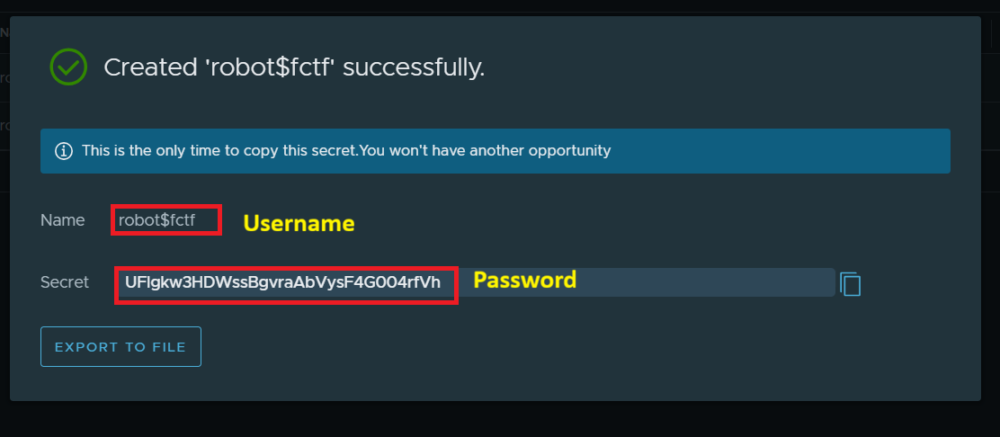 Created 'robot$fctf' successfully.
This is the only time to copy this secret.You won't have another opportunity
Name robot$fctf Username
Secret UFIgkw3HDWssBgvraAbVysF4G004rfVh Password
EXPORT TO FILE